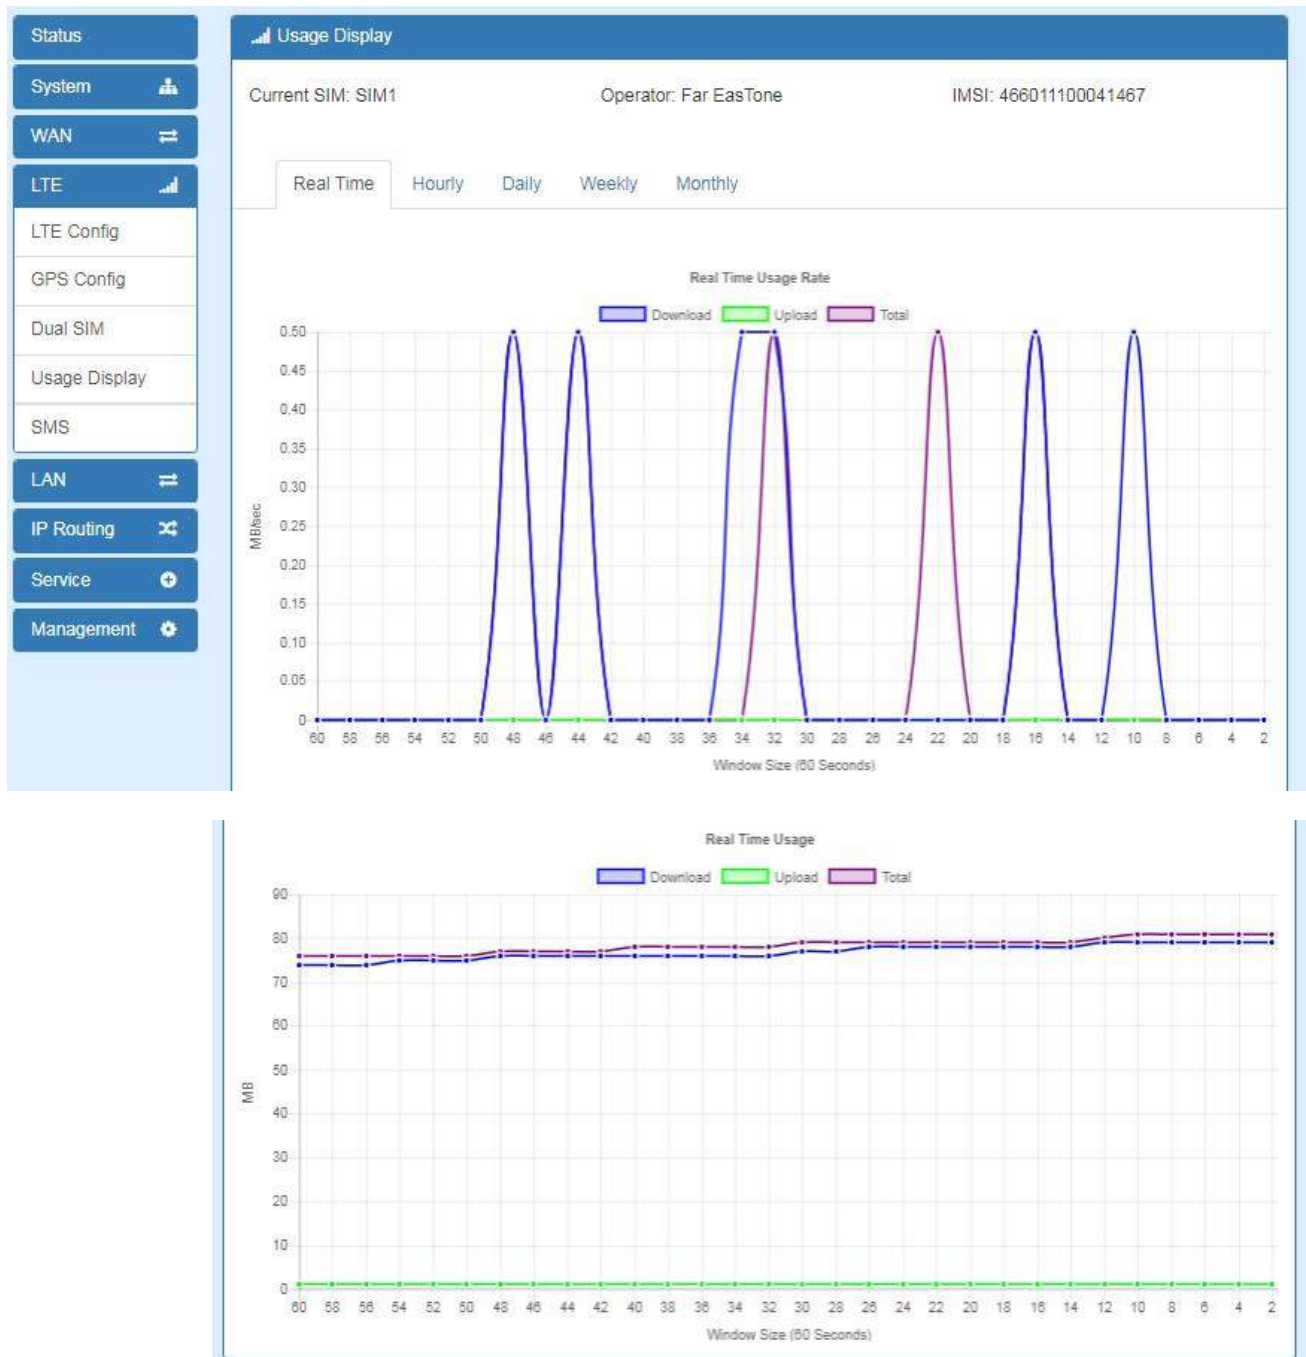 Status
System
WAN
LTE
LTE Config
GPS Config
Dual SIM
Usage Display
SMS
LAN
IP Routing
Service
Management
Usage Display
Current SIM: SIM1 Operator: Far EasTone IMSI: 466011100041467
Real Time Hourly Daily Weekly Monthly
Real Time Usage Rate
Download Upload Total
0.50
0.45
0.40
0.35
0.30
0.25
0.20
0.15
0.10
0.05
0
MB/sec
60 58 56 54 52 50 48 46 44 42 40 38 36 34 32 30 28 26 24 22 20 18 16 14 12 10 8 6 4 2
Window Size (60 Seconds)
Real Time Usage
Download Upload Total
90
80
70
60
50
40
30
20
10
0
MB
60 58 56 54 52 50 48 46 44 42 40 38 36 34 32 30 28 26 24 22 20 18 16 14 12 10 8 6 4 2
Window Size (60 Seconds)